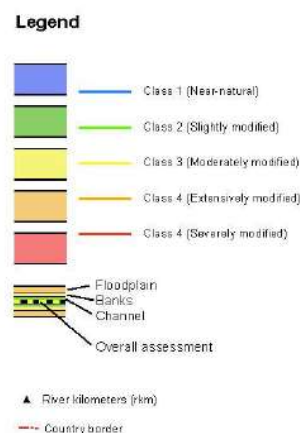 Legend
Class 1 (Near-natural)
Class 2 (Slightly modified)
Class 3 (Moderately modified)
Class 4 (Extensively modified)
Class 4 (Severely modified)
Floodplain
Banks
Channel
Overall assessment
River kilometers (rkm)
Country border